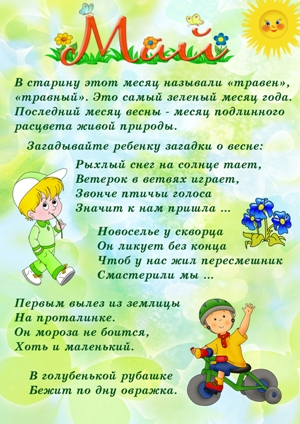 Май
В старину этот месяц называли «травен»,
«травный». Это самый зеленый месяц года.
Последний месяц весны - месяц подлинного
расцвета живой природы.
Загадывайте ребенку загадки о весне:
Рыхлый снег на солнце тает,
Ветерок в ветвях играет,
Звонче птичьи голоса
Значит к нам пришла ...
Новоселье у скворца
Он ликует без конца
Чтоб у нас жил пересмешник
Смастерили мы ...
Первым вылез из землицы
На проталинке.
Он мороза не боится,
Хоть и маленький.
В голубенькой рубашке
Бежит по дну овражка.